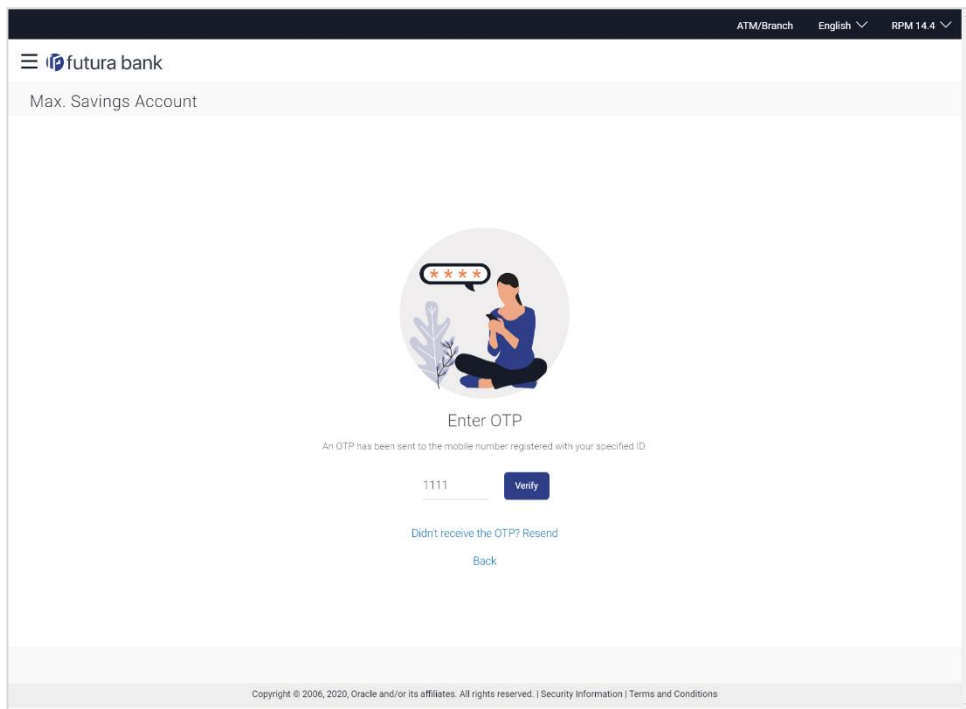 ATM/Branch English RPM 14.4
futura bank
Max. Savings Account
****
Enter OTP
An OTP has been sent to the mobile number registered with your specified ID.
1111 Verify
Didn't receive the OTP? Resend
Back
Copyright © 2006, 2020, Oracle and/or its affiliates. All rights reserved. | Security Information | Terms and Conditions